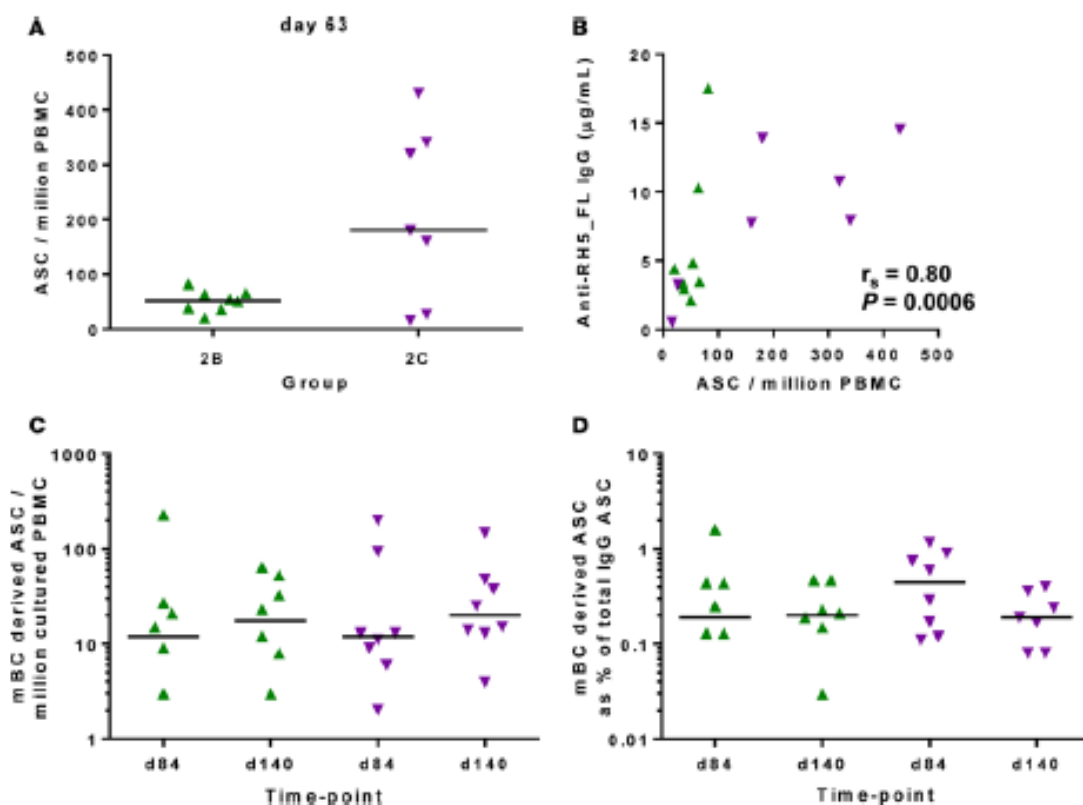 A
day 63
ASC / million PBMC
500
400
300
200
100
0
2B
2C
Group
B
Anti-RH5_FL IgG (µg/mL)
20
15
10
5
0
rs = 0.80
P = 0.0006
0
100
200
300
400
500
ASC / million PBMC
C
mBC derived ASC /
million cultured PBMC
1000
100
10
1
d84
d140
d84
d140
Time-point
D
mBC derived ASC
as % of total IgG ASC
10
1
0.1
0.01
d84
d140
d84
d140
Time-point